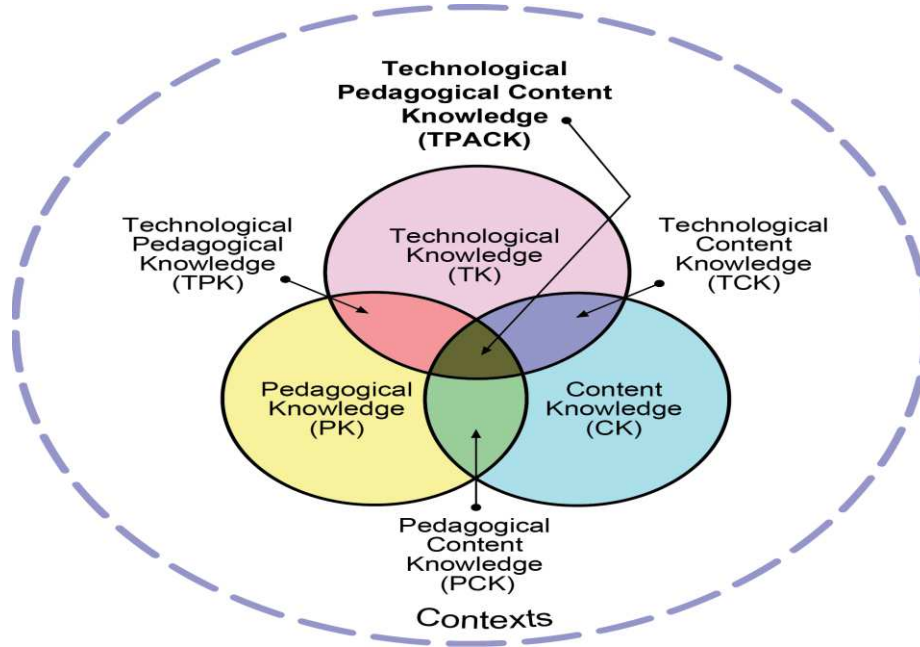 Technological
Pedagogical Content
Knowledge
(TPACK)
Technological
Pedagogical
Knowledge
(TPK)
Technological
Knowledge
(TK)
Technological
Content
Knowledge
(TCK)
Pedagogical
Knowledge
(PK)
Content
Knowledge
(CK)
Pedagogical
Content
Knowledge
(PCK)
Contexts